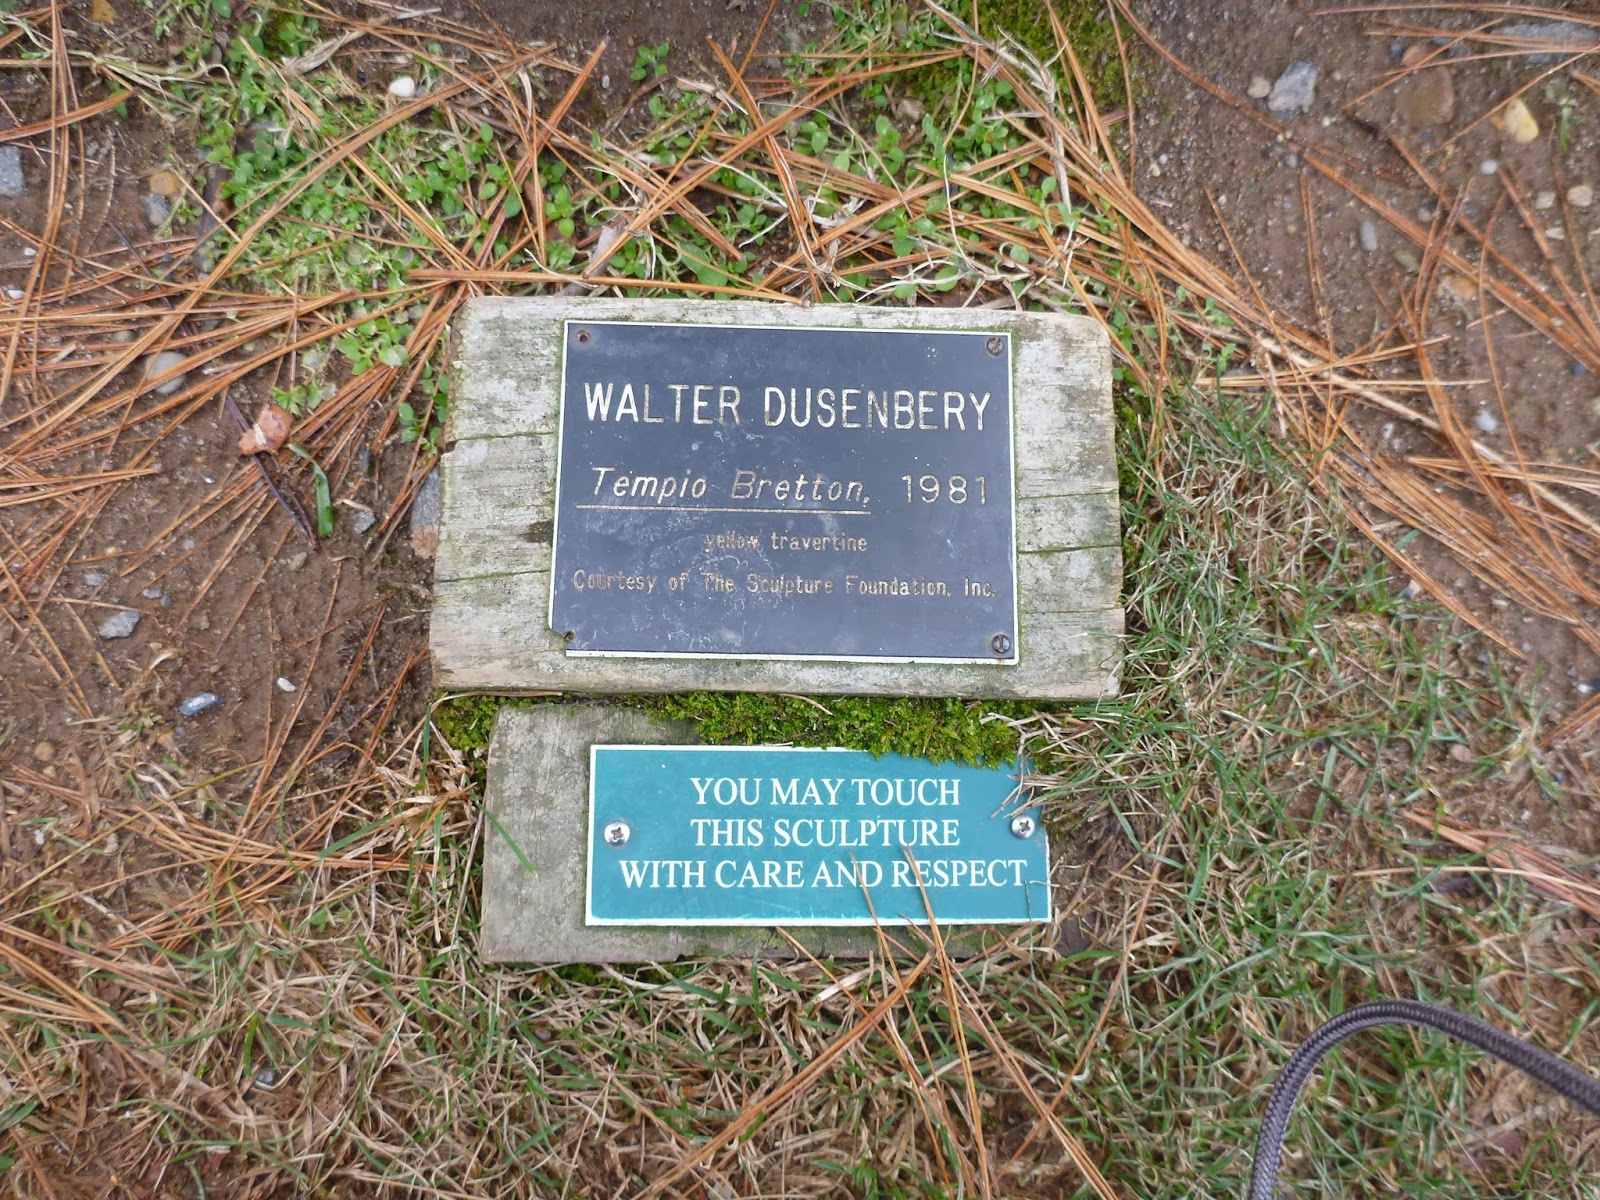 WALTER DUSENBERY
Tempio Bretton, 1981
yellow travertine
Courtesy of The Sculpture Foundation, Inc.
YOU MAY TOUCH
THIS SCULPTURE
WITH CARE AND RESPECT